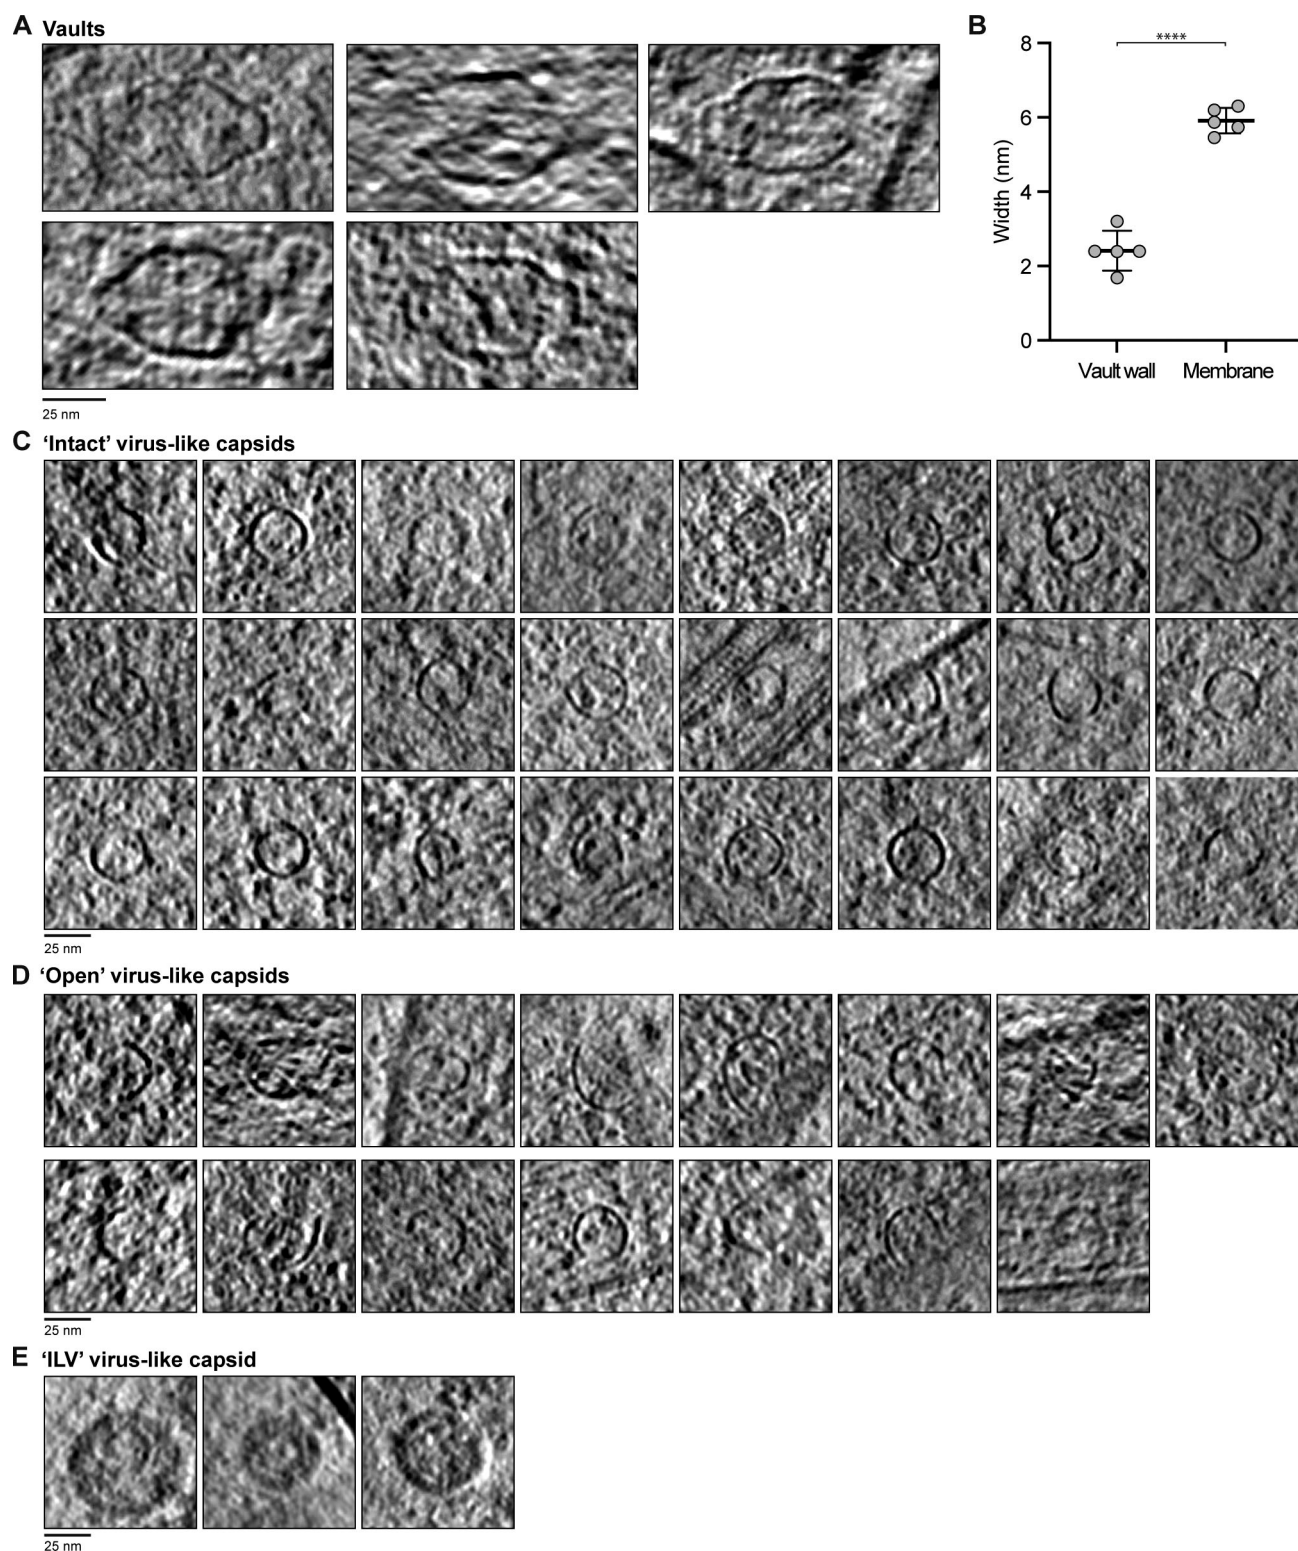 A Vaults
B
8
6
4
2
0
Width (nm)
****
Vault wall
Membrane
25 nm
C ‘Intact’ virus-like capsids
25 nm
D ‘Open’ virus-like capsids
25 nm
E ‘ILV’ virus-like capsid
25 nm